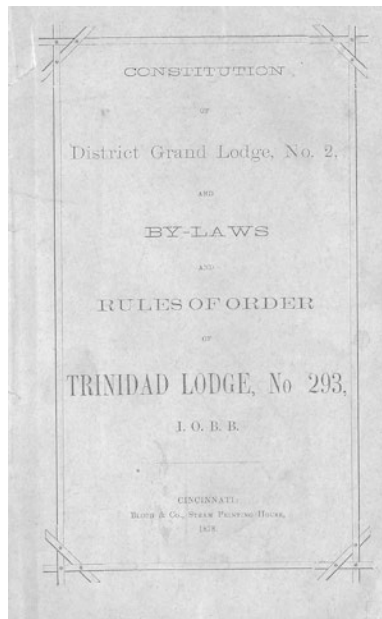 CONSTITUTION
OF
District Grand Lodge, No. 2,
AND
BY-LAWS
AND
RULES OF ORDER
OF
TRINIDAD LODGE, No 293,
I. O. B. B.
CINCINNATI:
BLOCH & CO., STEAM PRINTING HOUSE,
1878.